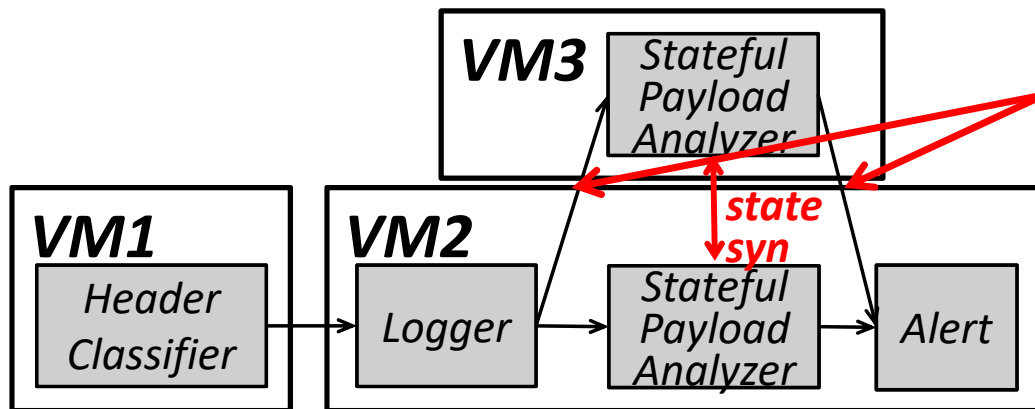 VM3
Stateful
Payload
Analyzer
VM1
Header
Classifier
VM2
Logger
state
syn
Stateful
Payload
Analyzer
Alert